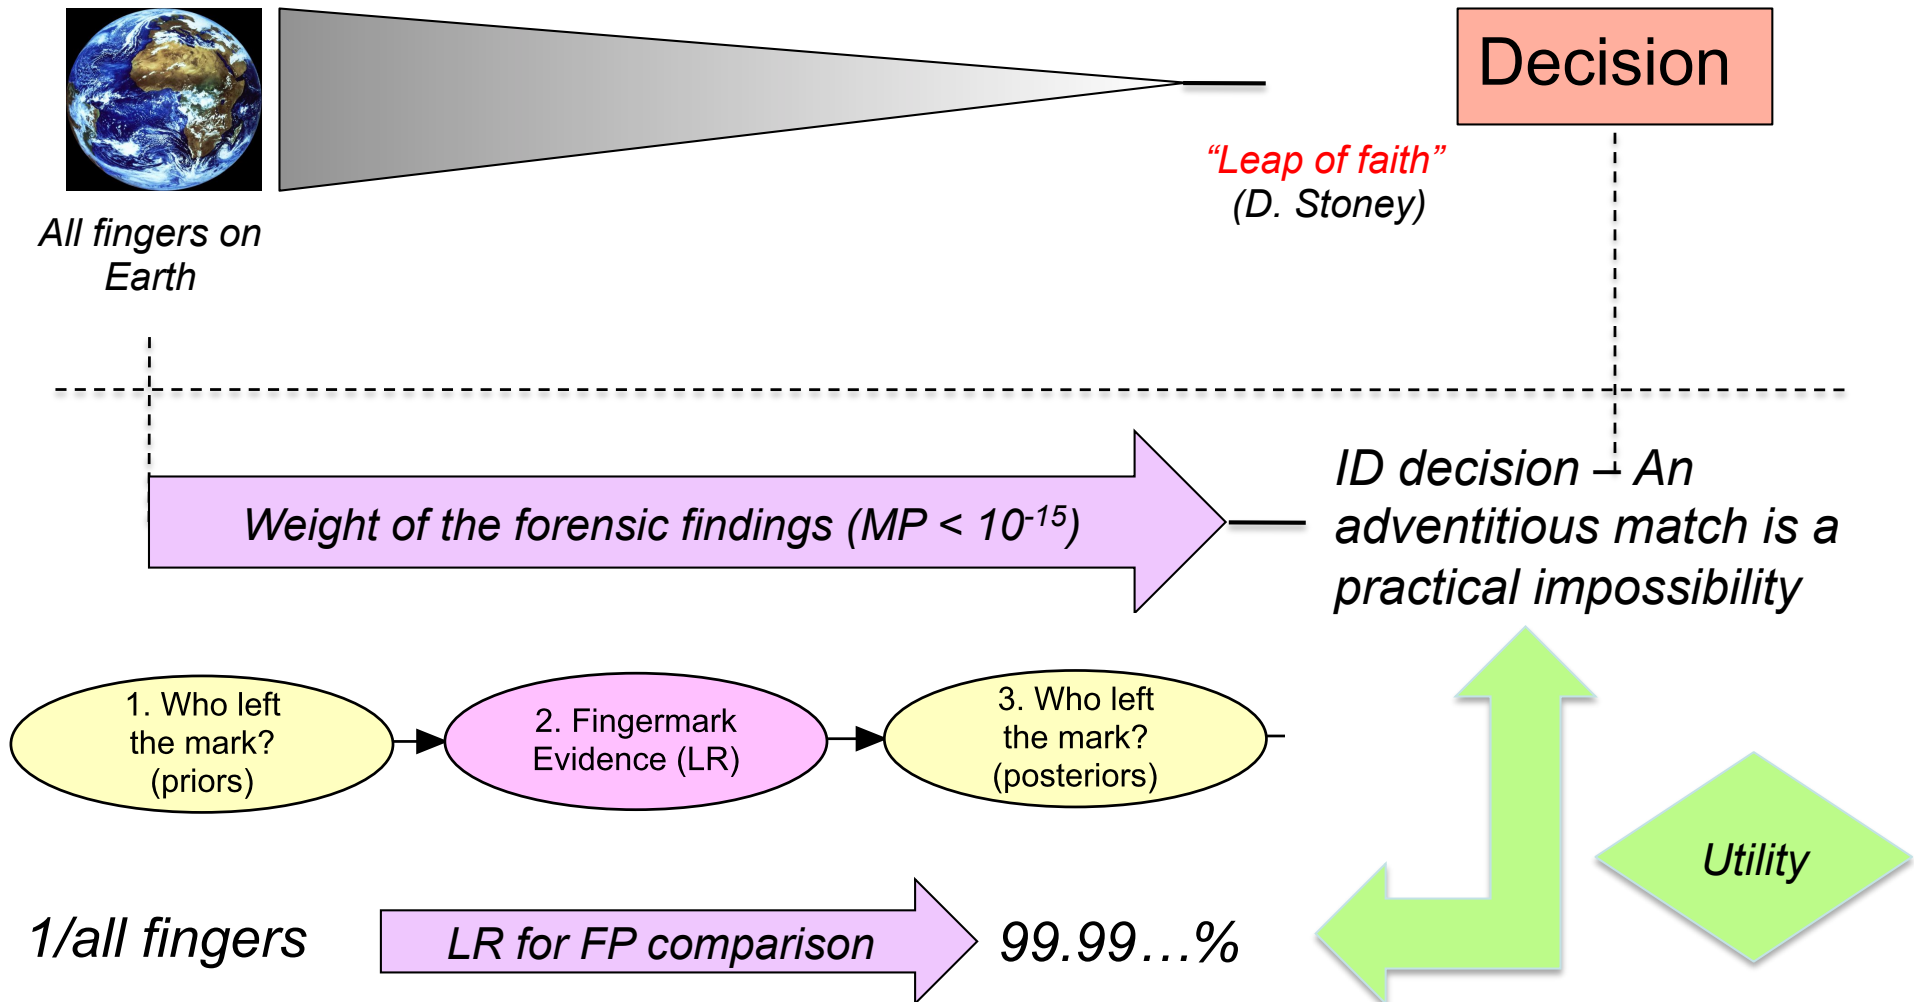 Decision
“Leap of faith”
(D. Stoney)
All fingers on
Earth
ID decision – An
adventitious match is a
practical impossibility
Weight of the forensic findings (MP < 10⁻¹⁵)
1. Who left
the mark?
(priors)
2. Fingermark
Evidence (LR)
3. Who left
the mark?
(posteriors)
Utility
1/all fingers
LR for FP comparison
99.99…%